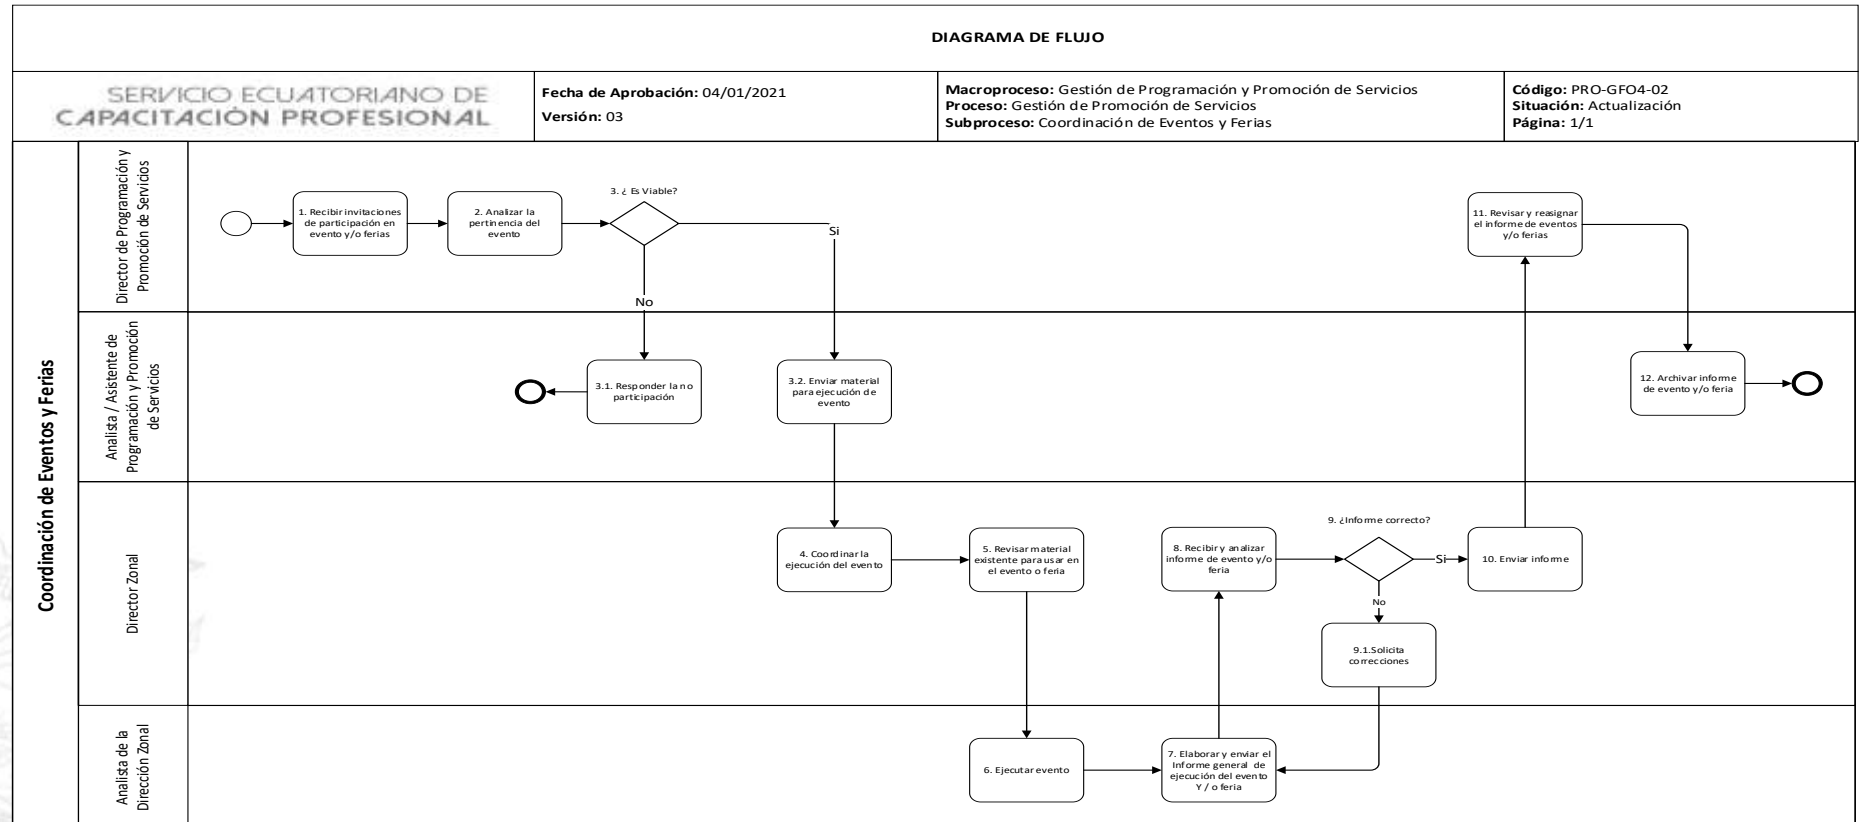 DIAGRAMA DE FLUJO
SERVICIO ECUATORIANO DE
CAPACITACIÓN PROFESIONAL
Fecha de Aprobación: 04/01/2021
Versión: 03
Macroproceso: Gestión de Programación y Promoción de Servicios
Proceso: Gestión de Promoción de Servicios
Subproceso: Coordinación de Eventos y Ferias
Código: PRO-GFO4-02
Situación: Actualización
Página: 1/1
Coordinación de Eventos y Ferias
Director de Programación y
Promoción de Servicios
1. Recibir invitaciones
de participación en
evento y/o ferias
2. Analizar la
pertinencia del
evento
3. ¿ Es Viable?
Si
No
11. Revisar y reasignar
el informe de eventos
y/o ferias
Analista / Asistente de
Programación y Promoción
de Servicios
3.1. Responder la no
participación
3.2. Enviar material
para ejecución de
evento
12. Archivar informe
de evento y/o feria
Director Zonal
4. Coordinar la
ejecución del evento
5. Revisar material
existente para usar en
el evento o feria
8. Recibir y analizar
informe de evento y/o
feria
9. ¿Informe correcto?
Si
No
10. Enviar informe
9.1.Solicita
correcciones
Analista de la
Dirección Zonal
6. Ejecutar evento
7. Elaborar y enviar el
Informe general de
ejecución del evento
Y / o feria